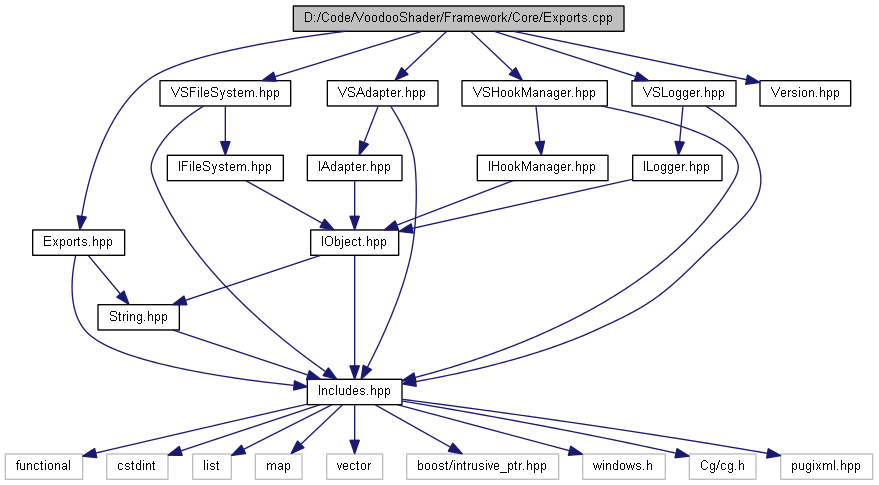 D:/Code/VoodooShader/Framework/Core/Exports.cpp
VSFileSystem.hpp
VSAdapter.hpp
VSHookManager.hpp
VSLogger.hpp
Version.hpp
IFileSystem.hpp
IAdapter.hpp
IHookManager.hpp
ILogger.hpp
Exports.hpp
IObject.hpp
String.hpp
Includes.hpp
functional
cstdint
list
map
vector
boost/intrusive_ptr.hpp
windows.h
Cg/cg.h
pugixml.hpp